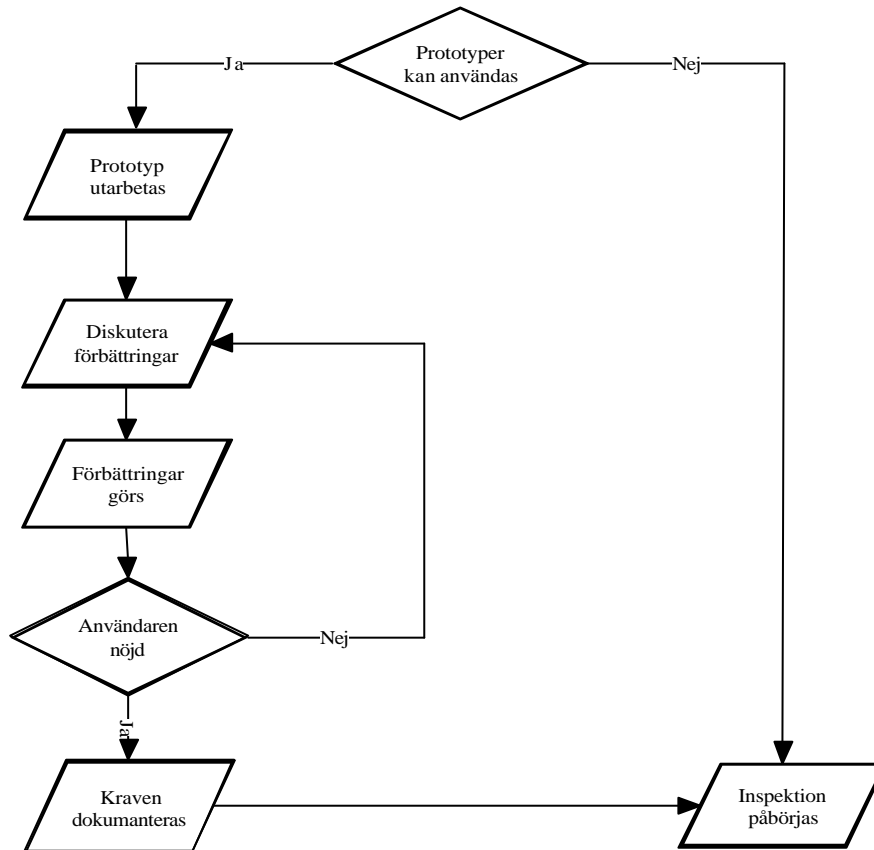 Prototyper
kan användas
Ja
Nej
Prototyp
utarbetas
Diskutera
förbättringar
Förbättringar
görs
Användaren
nöjd
Nej
Ja
Kraven
dokumanteras
Inspektion
påbörjas